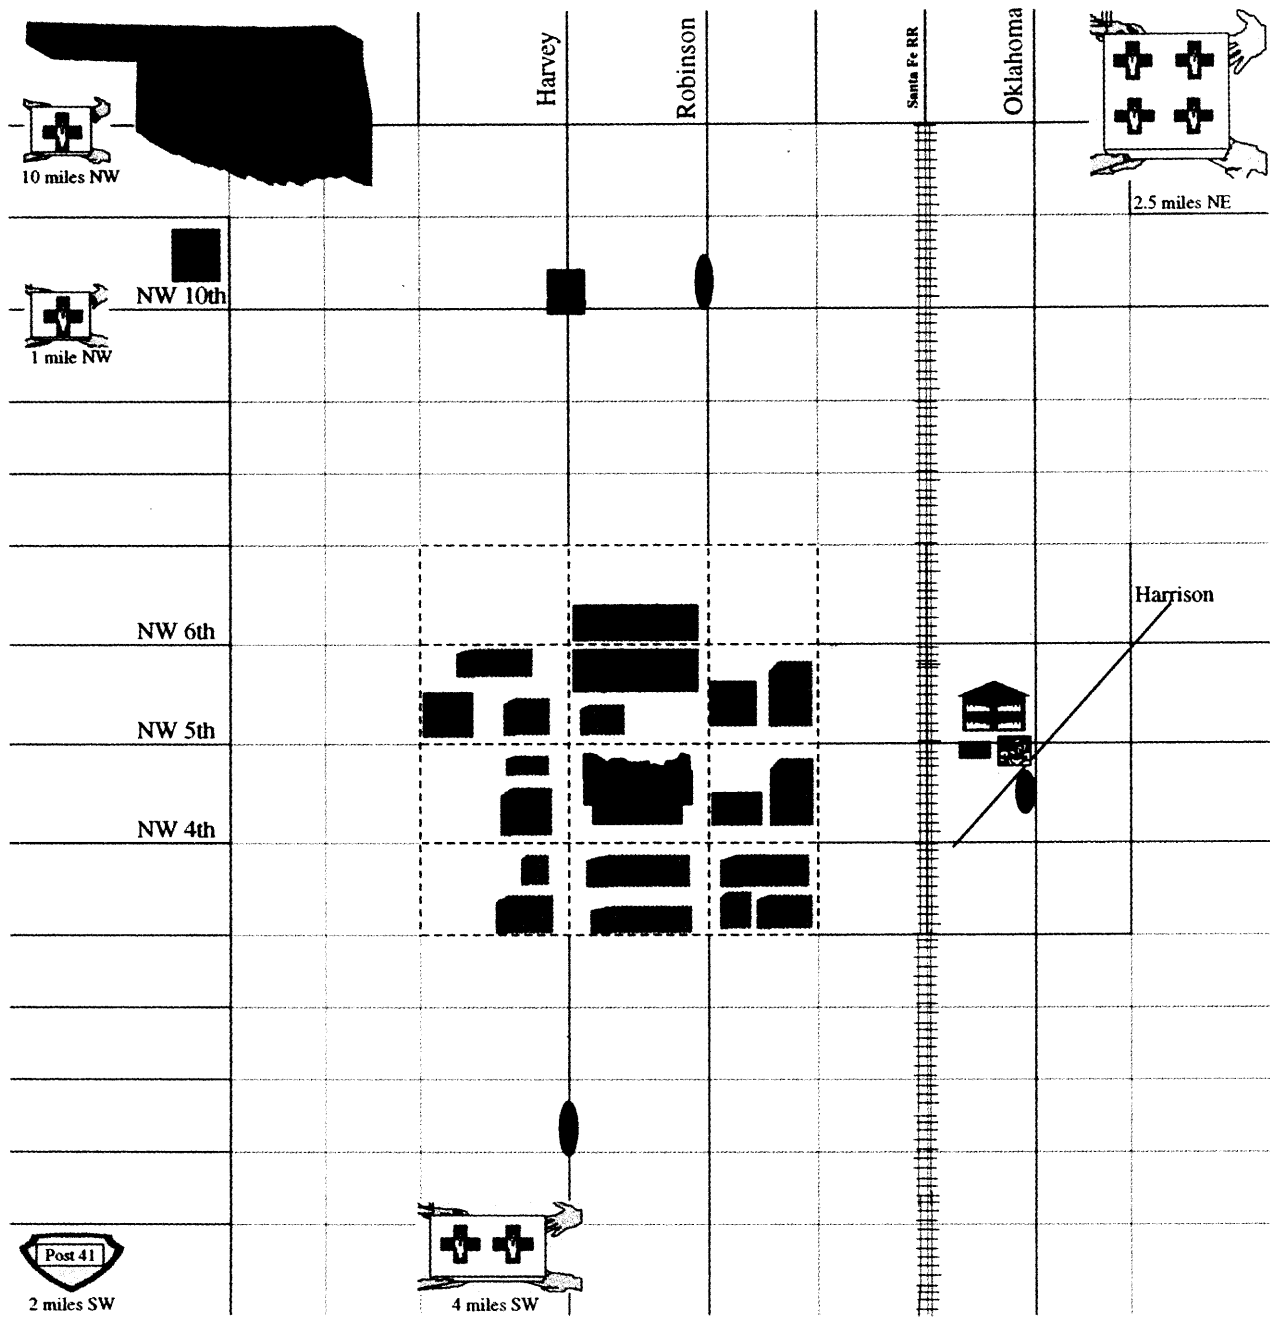 Harvey
Robinson
Santa Fe RR
Oklahoma
10 miles NW
2.5 miles NE
NW 10th
1 mile NW
Harrison
NW 6th
NW 5th
NW 4th
Post 41
2 miles SW
4 miles SW